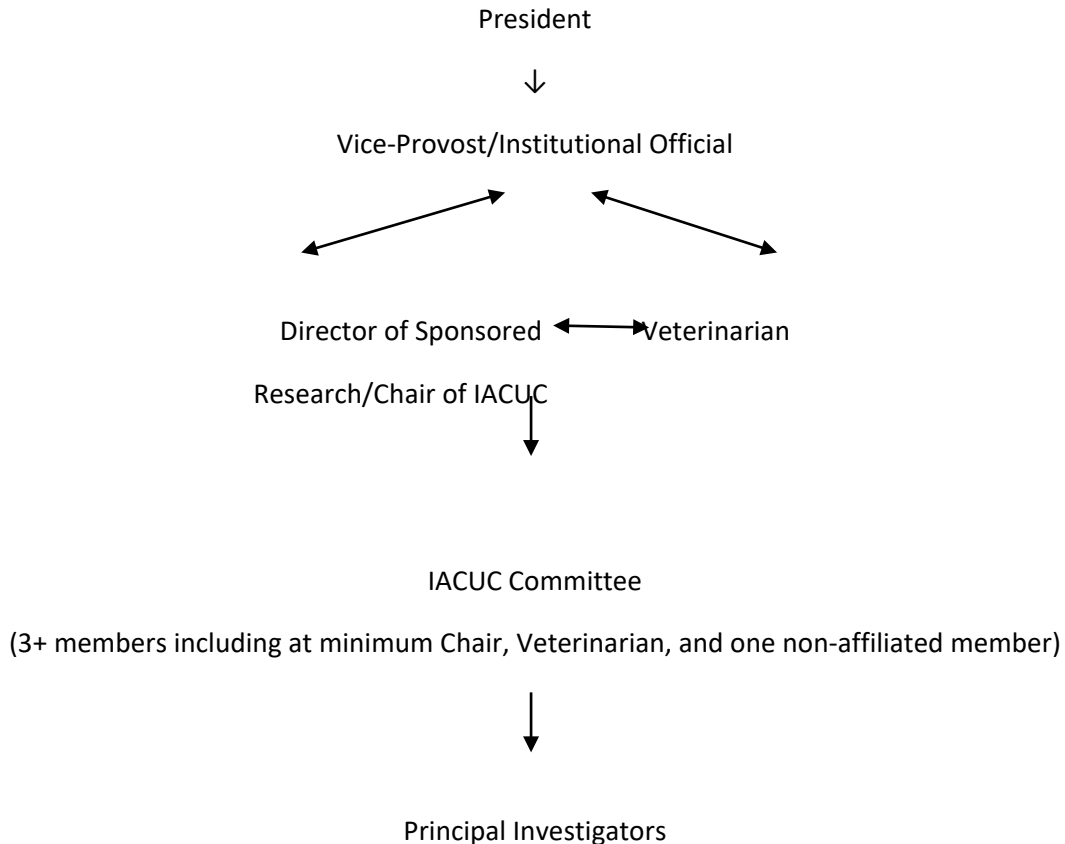 President
Vice-Provost/Institutional Official
Director of Sponsored Veterinarian
Research/Chair of IACUC
IACUC Committee
(3+ members including at minimum Chair, Veterinarian, and one non-affiliated member)
Principal Investigators